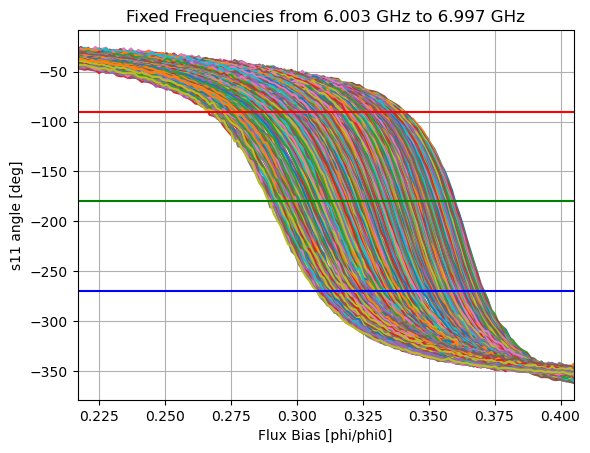 Fixed Frequencies from 6.003 GHz to 6.997 GHz
−50
−100
−150
−200
−250
−300
−350
s11 angle [deg]
0.225 0.250 0.275 0.300 0.325 0.350 0.375 0.400
Flux Bias [phi/phi0]